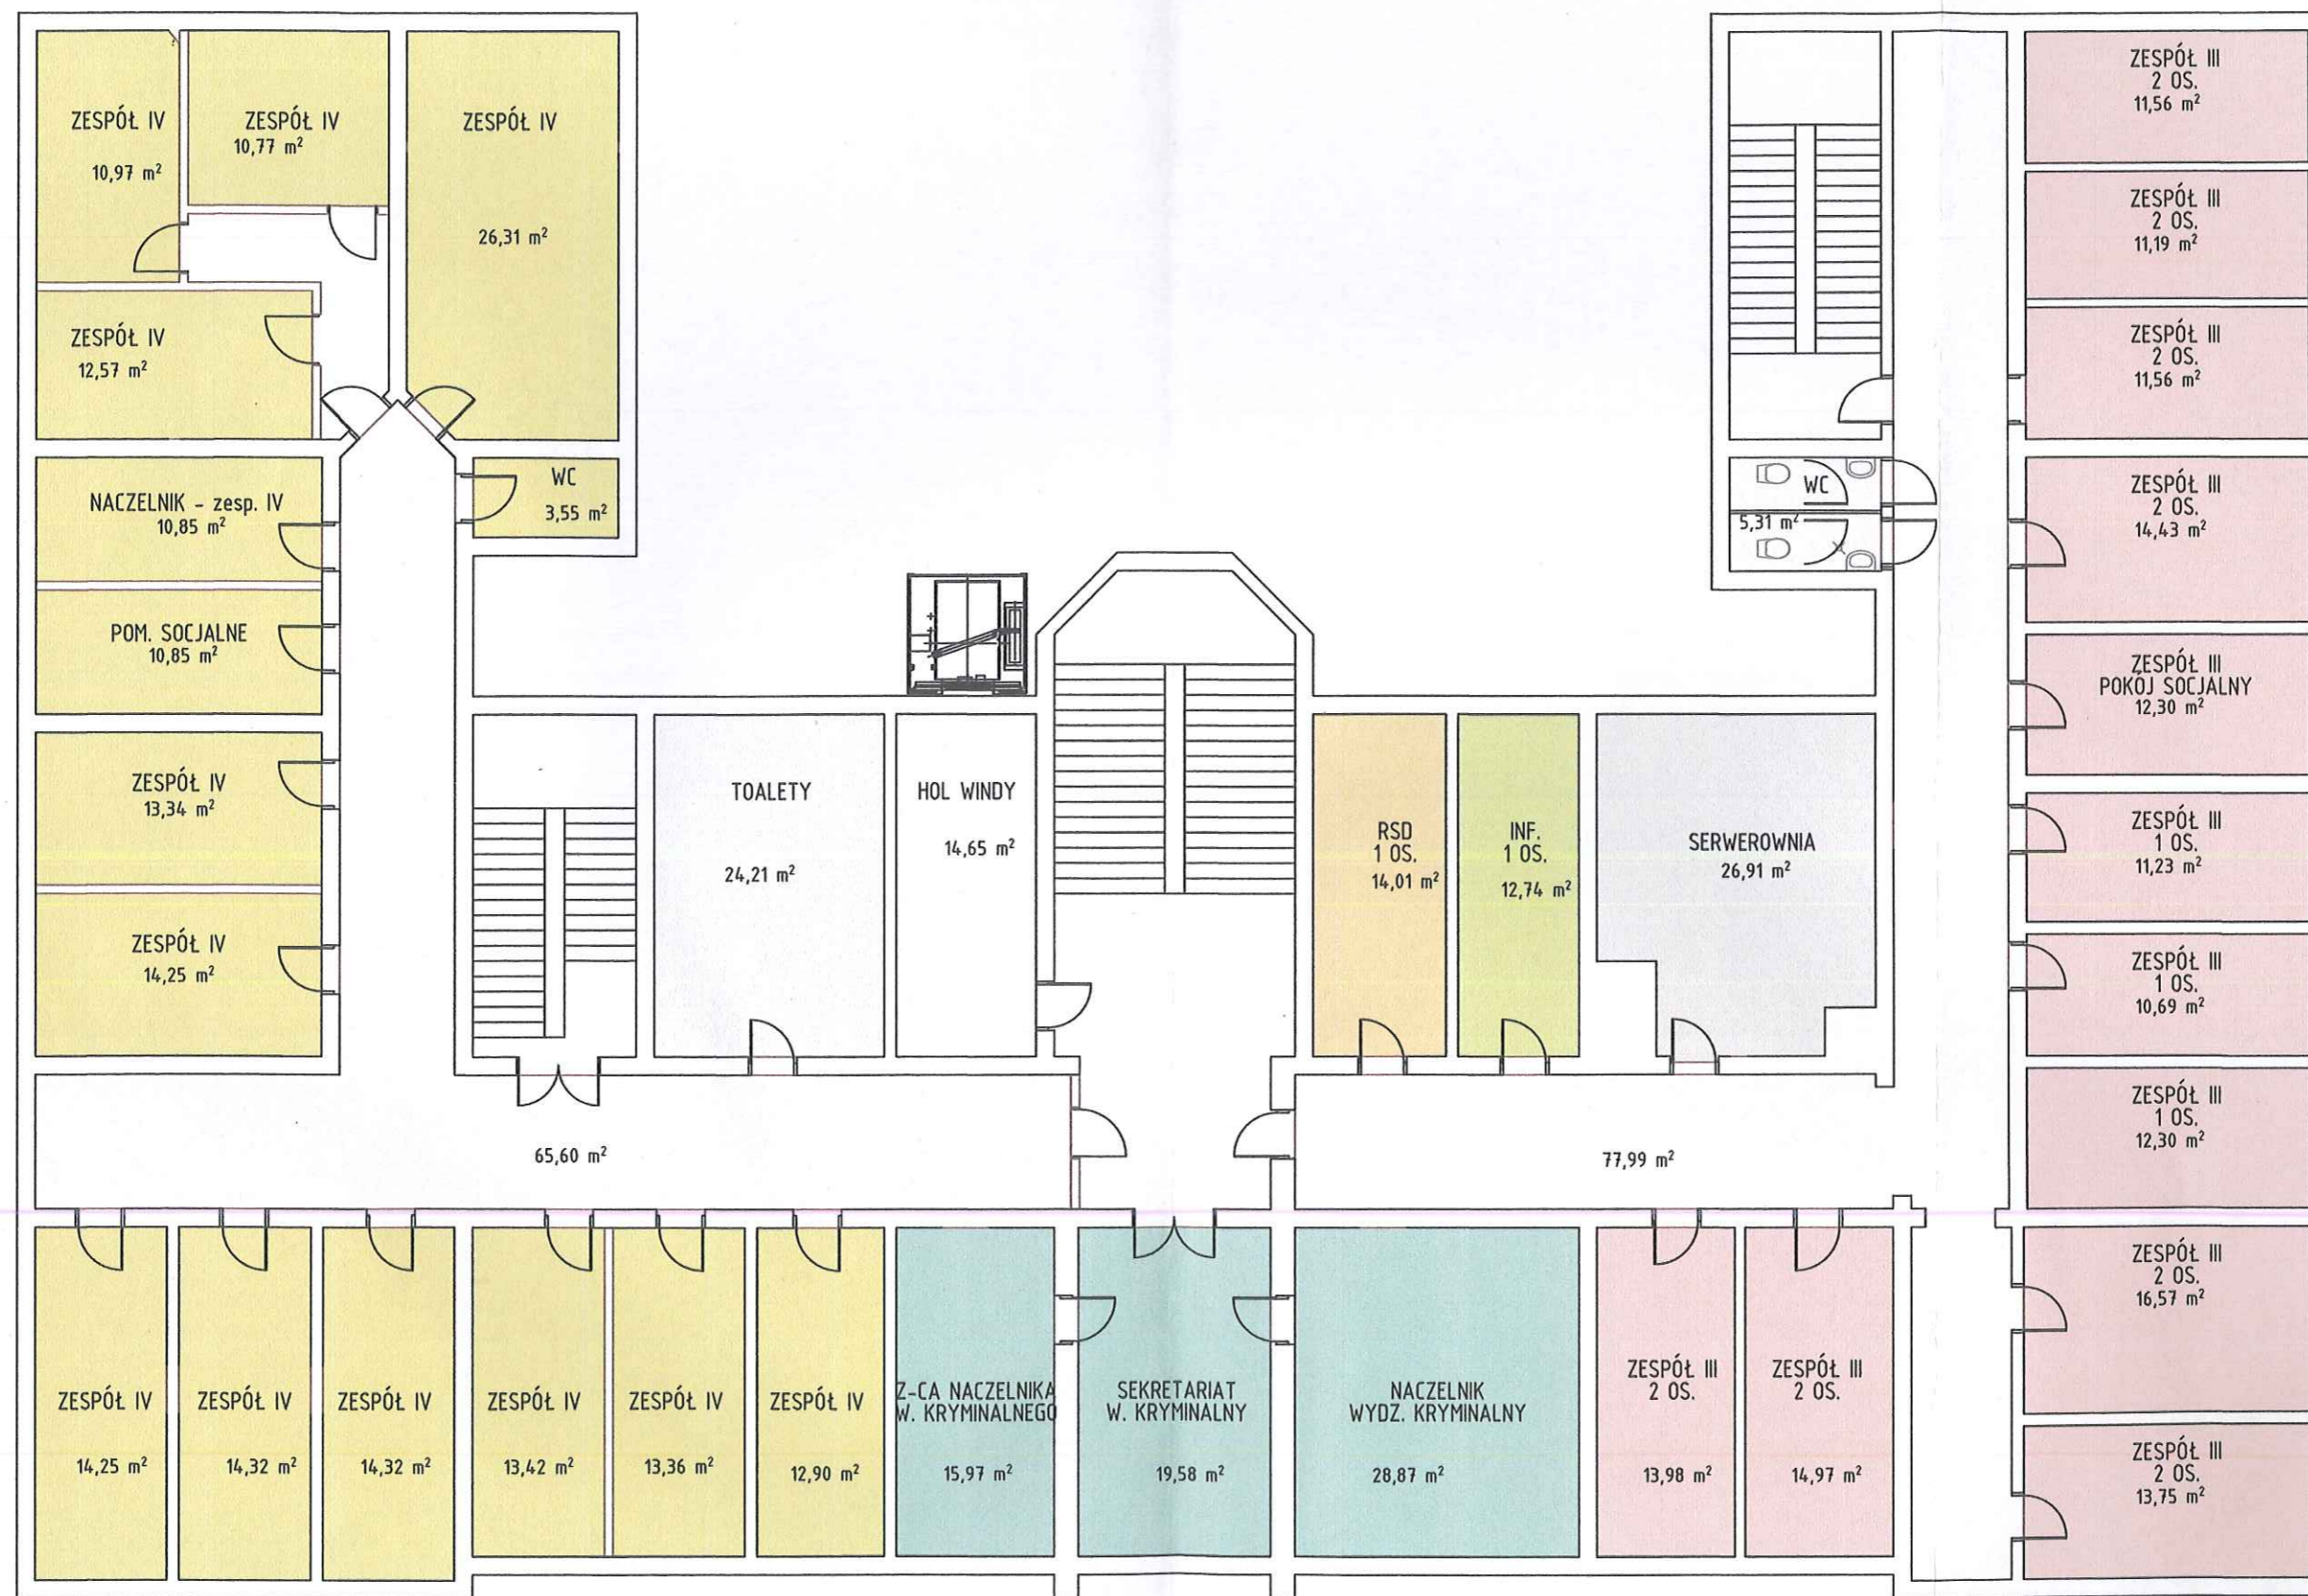 ZESPÓŁ IV
10,97 m²
ZESPÓŁ IV
10,77 m²
ZESPÓŁ IV
26,31 m²
ZESPÓŁ IV
12,57 m²
NACZELNIK - zesp. IV
10,85 m²
WC
3,55 m²
POM. SOCJALNE
10,85 m²
ZESPÓŁ IV
13,34 m²
ZESPÓŁ IV
14,25 m²
TOALETY
24,21 m²
HOL WINDY
14,65 m²
RSD
1 OS.
14,01 m²
INF.
1 OS.
12,74 m²
SERWEROWNIA
26,91 m²
WC
5,31 m²
ZESPÓŁ III
2 OS.
11,56 m²
ZESPÓŁ III
2 OS.
11,19 m²
ZESPÓŁ III
2 OS.
11,56 m²
ZESPÓŁ III
2 OS.
14,43 m²
ZESPÓŁ III
POKÓJ SOCJALNY
12,30 m²
ZESPÓŁ III
1 OS.
11,23 m²
ZESPÓŁ III
1 OS.
10,69 m²
ZESPÓŁ III
1 OS.
12,30 m²
65,60 m²
77,99 m²
ZESPÓŁ IV
14,25 m²
ZESPÓŁ IV
14,32 m²
ZESPÓŁ IV
14,32 m²
ZESPÓŁ IV
13,42 m²
ZESPÓŁ IV
13,36 m²
ZESPÓŁ IV
12,90 m²
Z-CA NACZELNIKA
W. KRYMINALNEGO
15,97 m²
SEKRETARIAT
W. KRYMINALNY
19,58 m²
NACZELNIK
WYDZ. KRYMINALNY
28,87 m²
ZESPÓŁ III
2 OS.
13,98 m²
ZESPÓŁ III
2 OS.
14,97 m²
ZESPÓŁ III
2 OS.
16,57 m²
ZESPÓŁ III
2 OS.
13,75 m²